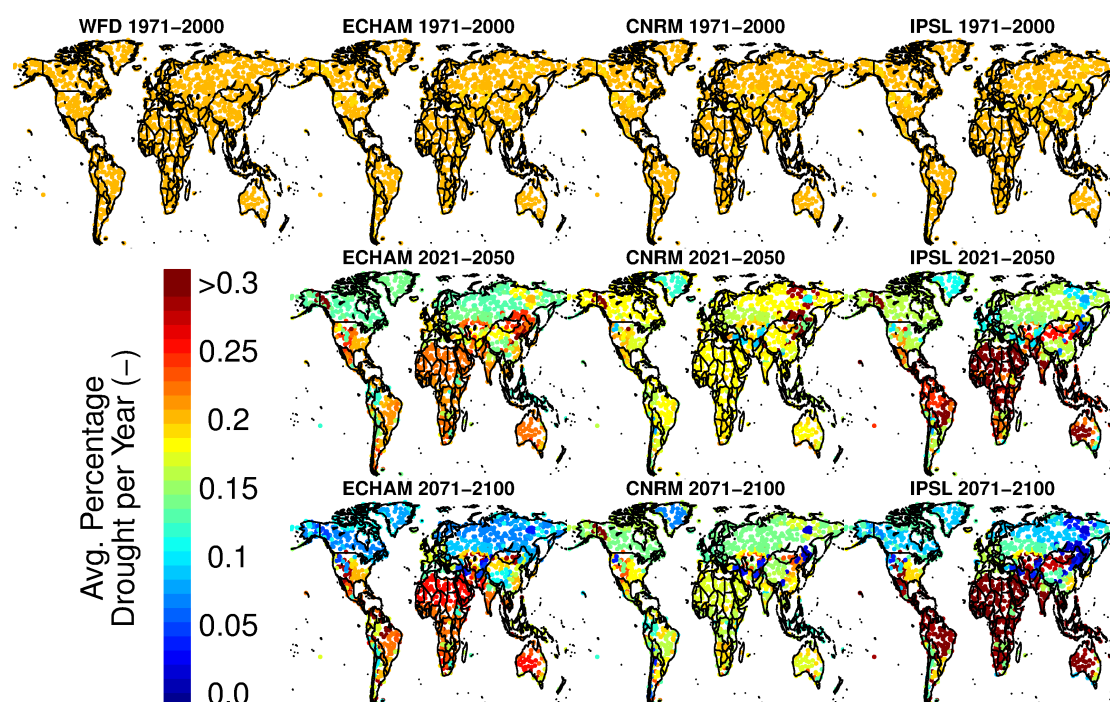 WFD 1971−2000
ECHAM 1971−2000
CNRM 1971−2000
IPSL 1971−2000
ECHAM 2021−2050
CNRM 2021−2050
IPSL 2021−2050
Avg. Percentage
Drought per Year (−)
>0.3
0.25
0.2
0.15
0.1
0.05
0.0
ECHAM 2071−2100
CNRM 2071−2100
IPSL 2071−2100